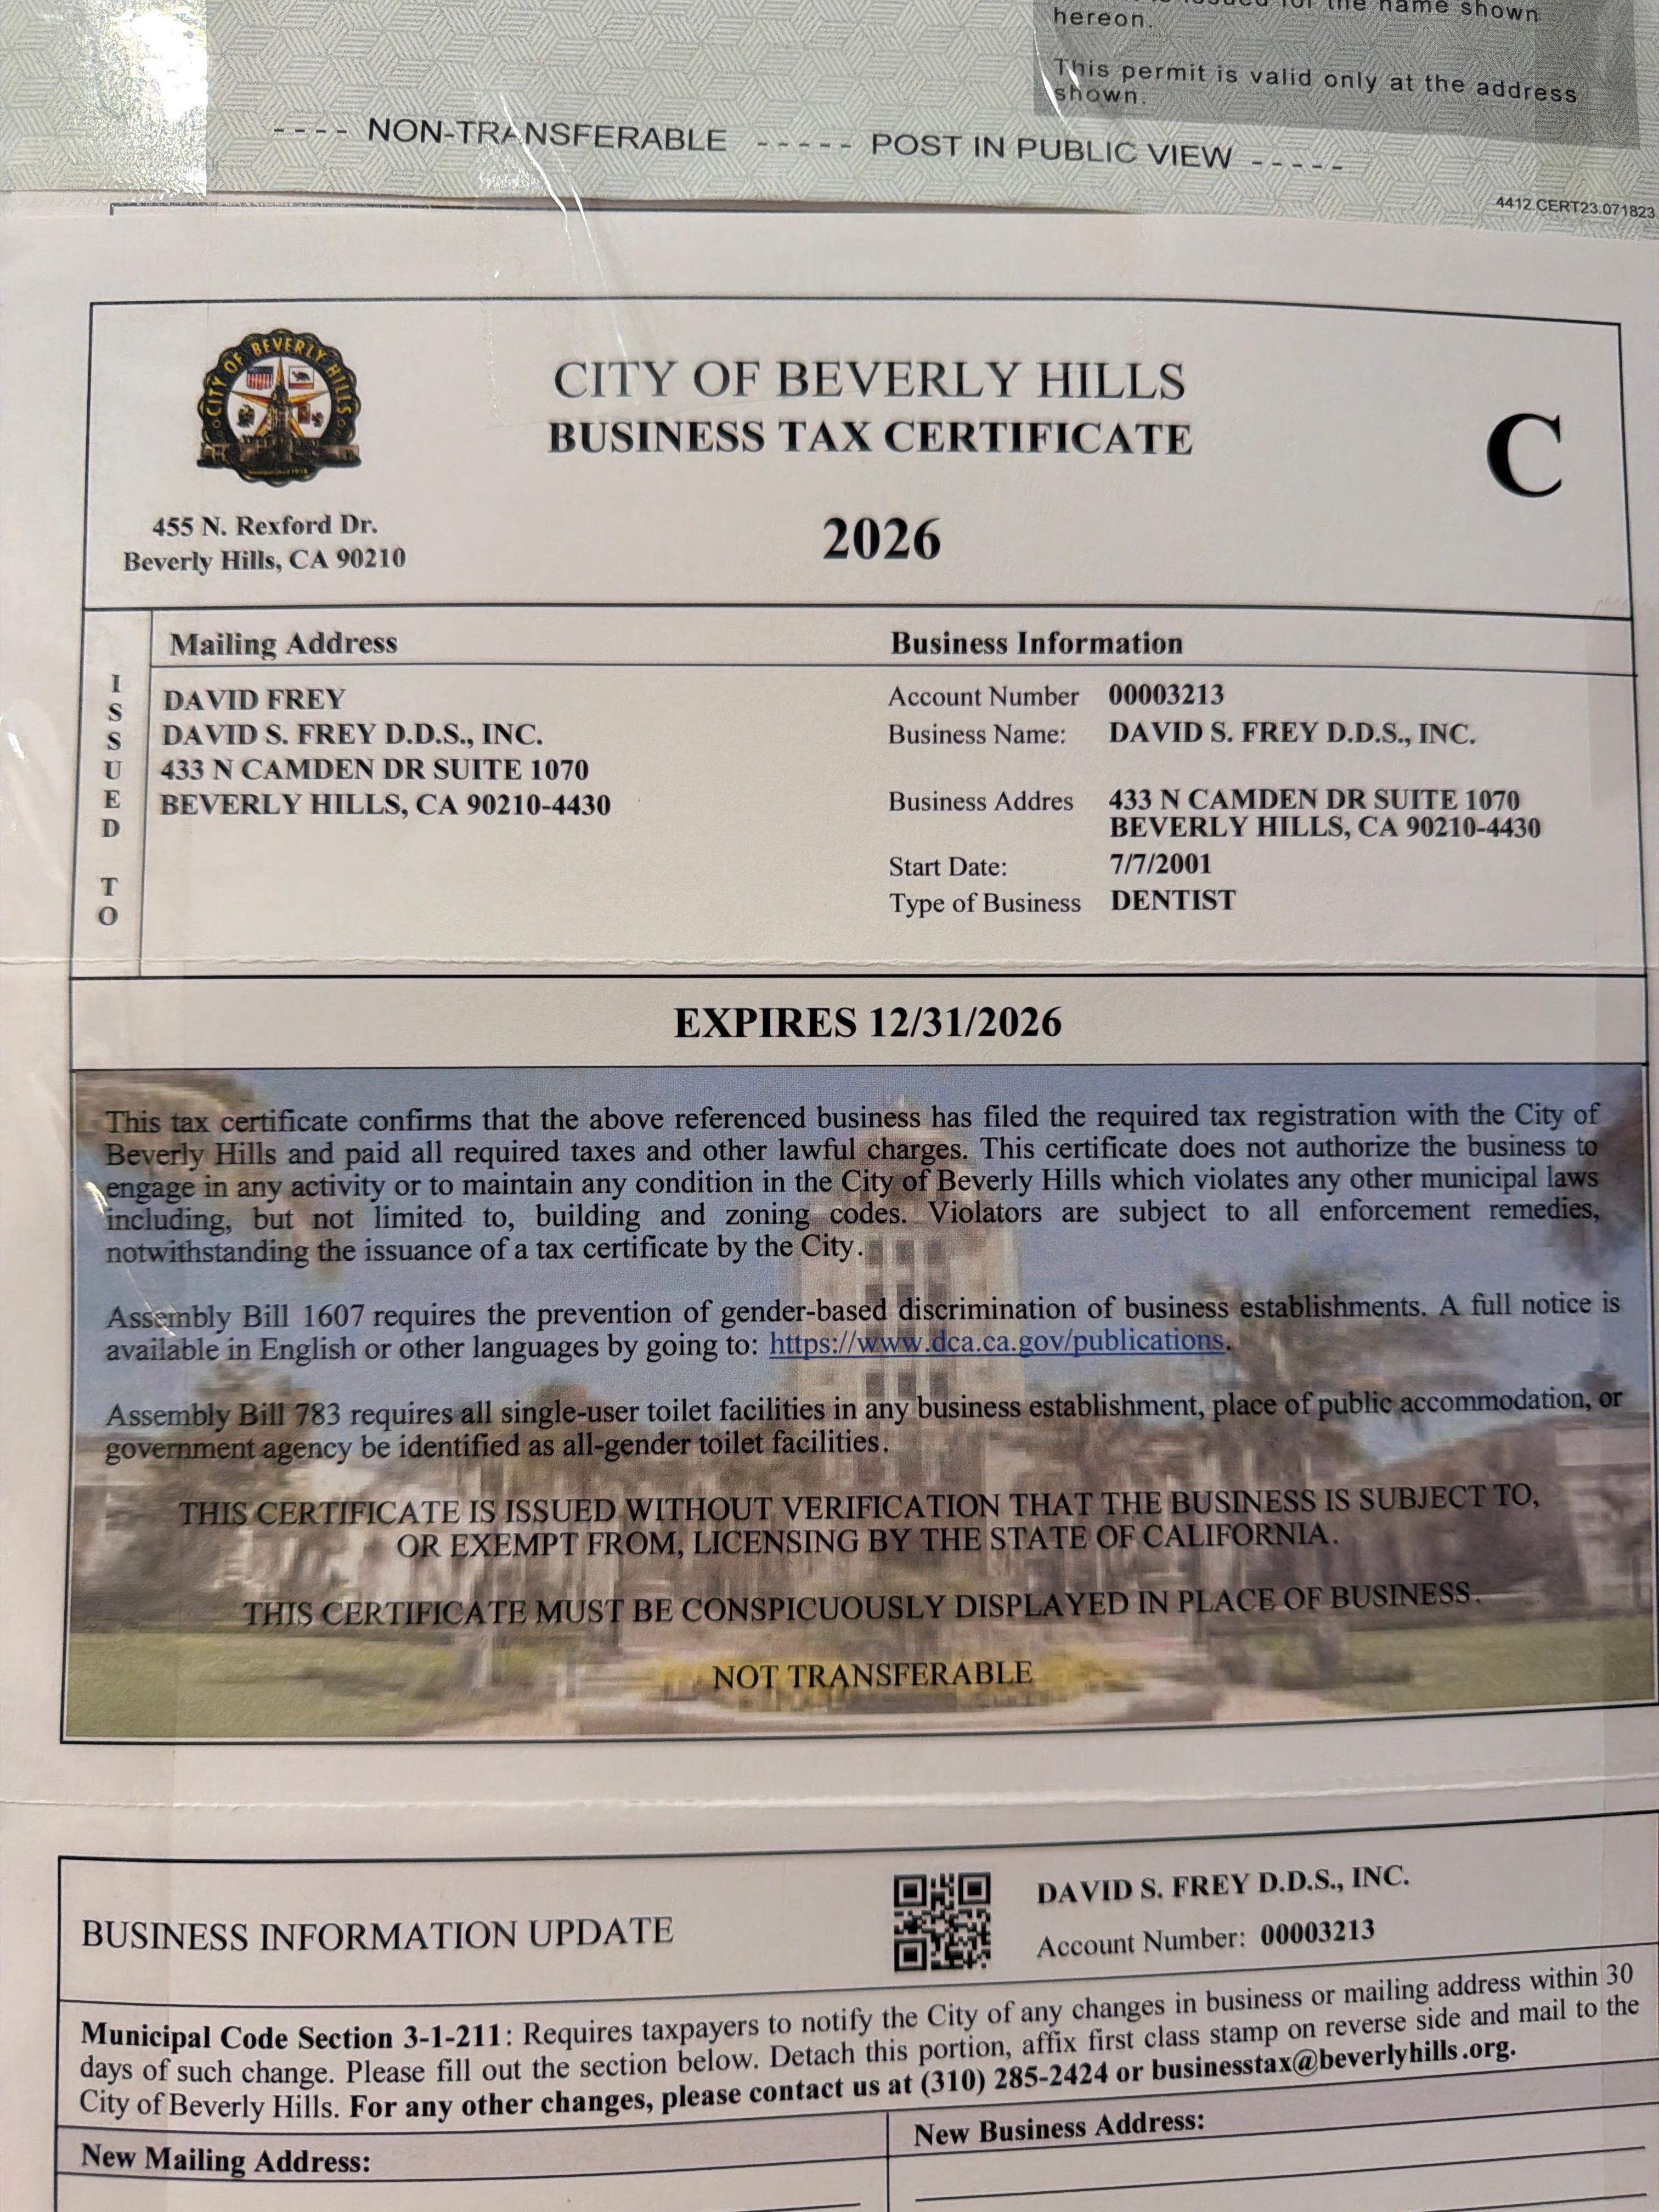 for the name shown
hereon.
This permit is valid only at the address
shown.
---- NON-TRANSFERABLE ----- POST IN PUBLIC VIEW -----
4412.CERT23.071823
CITY OF BEVERLY HILLS
CITY OF BEVERLY HILLS
BUSINESS TAX CERTIFICATE
C
2026
455 N. Rexford Dr.
Beverly Hills, CA 90210
ISSUED TO
Mailing Address
DAVID FREY
DAVID S. FREY D.D.S., INC.
433 N CAMDEN DR SUITE 1070
BEVERLY HILLS, CA 90210-4430
Business Information
Account Number 00003213
Business Name: DAVID S. FREY D.D.S., INC.
Business Addres 433 N CAMDEN DR SUITE 1070
BEVERLY HILLS, CA 90210-4430
Start Date: 7/7/2001
Type of Business DENTIST
EXPIRES 12/31/2026
This tax certificate confirms that the above referenced business has filed the required tax registration with the City of
Beverly Hills and paid all required taxes and other lawful charges. This certificate does not authorize the business to
engage in any activity or to maintain any condition in the City of Beverly Hills which violates any other municipal laws
including, but not limited to, building and zoning codes. Violators are subject to all enforcement remedies,
notwithstanding the issuance of a tax certificate by the City.
Assembly Bill 1607 requires the prevention of gender-based discrimination of business establishments. A full notice is
available in English or other languages by going to: https://www.dca.ca.gov/publications.
Assembly Bill 783 requires all single-user toilet facilities in any business establishment, place of public accommodation, or
government agency be identified as all-gender toilet facilities.
THIS CERTIFICATE IS ISSUED WITHOUT VERIFICATION THAT THE BUSINESS IS SUBJECT TO,
OR EXEMPT FROM, LICENSING BY THE STATE OF CALIFORNIA.
THIS CERTIFICATE MUST BE CONSPICUOUSLY DISPLAYED IN PLACE OF BUSINESS.
NOT TRANSFERABLE
BUSINESS INFORMATION UPDATE
DAVID S. FREY D.D.S., INC.
Account Number: 00003213
Municipal Code Section 3-1-211: Requires taxpayers to notify the City of any changes in business or mailing address within 30
days of such change. Please fill out the section below. Detach this portion, affix first class stamp on reverse side and mail to the
City of Beverly Hills. For any other changes, please contact us at (310) 285-2424 or businesstax@beverlyhills.org.
New Mailing Address:
New Business Address: